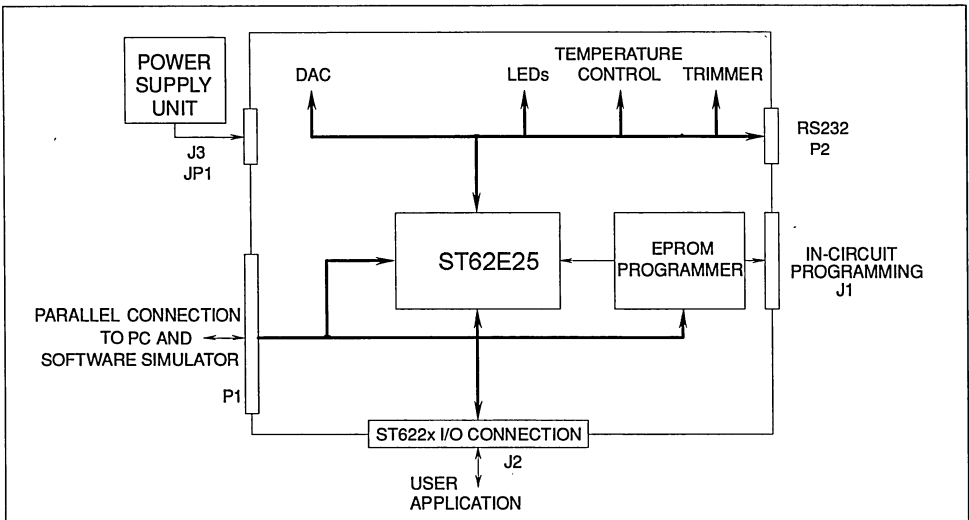 POWER
SUPPLY
UNIT
J3
JP1
DAC
LEDs
TEMPERATURE
CONTROL
TRIMMER
RS232
P2
ST62E25
EPROM
PROGRAMMER
IN-CIRCUIT
PROGRAMMING
J1
PARALLEL CONNECTION
TO PC AND
SOFTWARE SIMULATOR
P1
ST622x I/O CONNECTION
J2
USER
APPLICATION